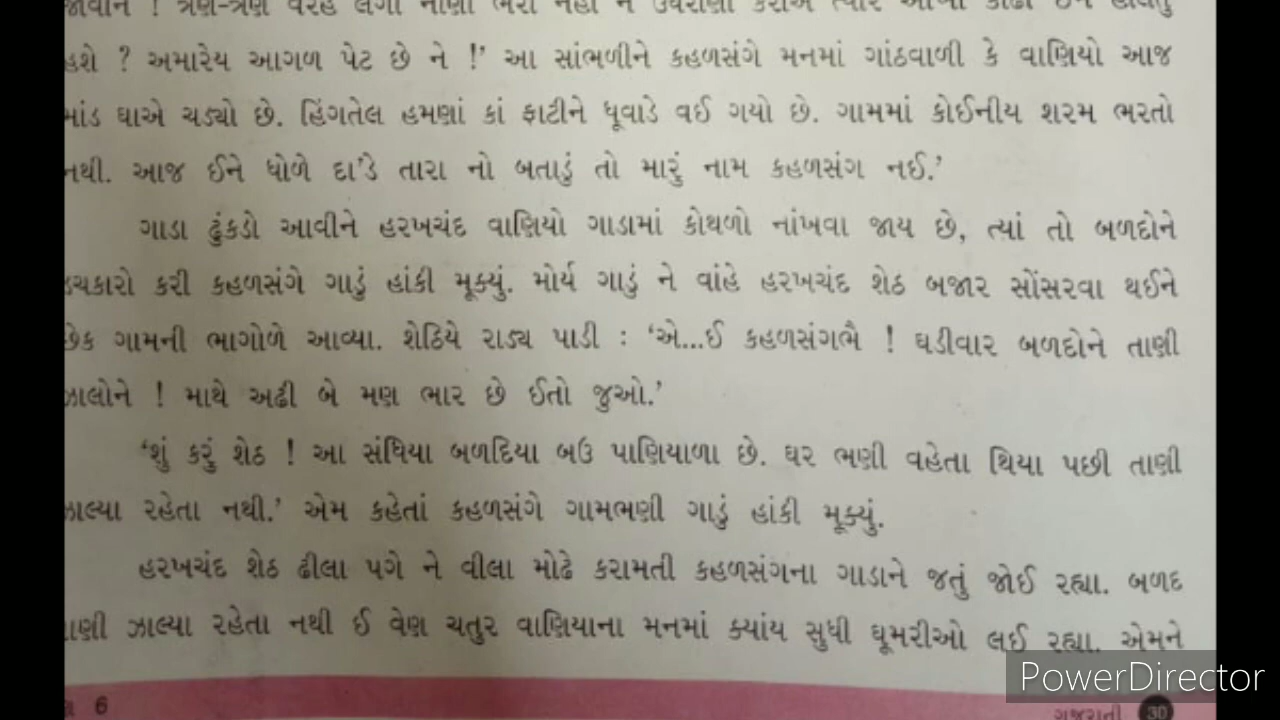 હશે ? અમારેય આગળ પેટ છે ને !’ આ સાંભળીને કહળસંગે મનમાં ગાંઠવાળી કે વાણિયો આજ
માંડ ઘાએ ચડ્યો છે. હિંગતેલ હમણાં કાં ફાટીને ધૂવાડે વઈ ગયો છે. ગામમાં કોઈનીય શરમ ભરતો
નથી. આજ ઈને ધોળે દા’ડે તારા નો બતાડું તો મારું નામ કહળસંગ નઈ.’
ગાડા ઢુંકડો આવીને હરખચંદ વાણિયો ગાડામાં કોથળો નાંખવા જાય છે, ત્યાં તો બળદોને
ડચકારો કરી કહળસંગે ગાડું હાંકી મૂક્યું. મોર્ય ગાડું ને વાંહે હરખચંદ શેઠ બજાર સોંસરવા થઈને
છેક ગામની ભાગોળે આવ્યા. શેઠિયે રાડ્ય પાડી : ‘એ...ઈ કહળસંગભૈ ! ઘડીવાર બળદોને તાણી
ઝાલોને ! માથે અઢી બે મણ ભાર છે ઈતો જુઓ.’
‘શું કરું શેઠ ! આ સંધિયા બળદિયા બઉ પાણિયાળા છે. ઘર ભણી વહેતા થિયા પછી તાણી
ઝાલ્યા રહેતા નથી.’ એમ કહેતાં કહળસંગે ગામભણી ગાડું હાંકી મૂક્યું.
હરખચંદ શેઠ ઢીલા પગે ને વીલા મોઢે કરામતી કહળસંગના ગાડાને જતું જોઈ રહ્યા. બળદ
તાણી ઝાલ્યા રહેતા નથી ઈ વેણ ચતુર વાણિયાના મનમાં ક્યાંય સુધી ઘૂમરીઓ લઈ રહ્યા. એમને
PowerDirector
6
ગુજરાતી 30